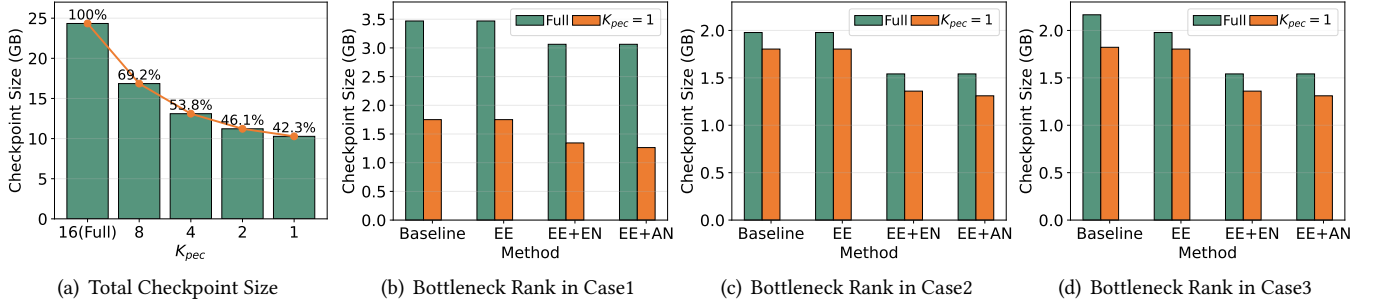 100%
69.2%
53.8%
46.1%
42.3%
25
20
15
10
5
0
Checkpoint Size (GB)
16(Full) 8 4 2 1
K_pec
(a) Total Checkpoint Size
Full K_pec = 1
3.5
3.0
2.5
2.0
1.5
1.0
0.5
0.0
Checkpoint Size (GB)
Baseline EE EE+EN EE+AN
Method
(b) Bottleneck Rank in Case1
Full K_pec = 1
2.0
1.5
1.0
0.5
0.0
Checkpoint Size (GB)
Baseline EE EE+EN EE+AN
Method
(c) Bottleneck Rank in Case2
Full K_pec = 1
2.0
1.5
1.0
0.5
0.0
Checkpoint Size (GB)
Baseline EE EE+EN EE+AN
Method
(d) Bottleneck Rank in Case3